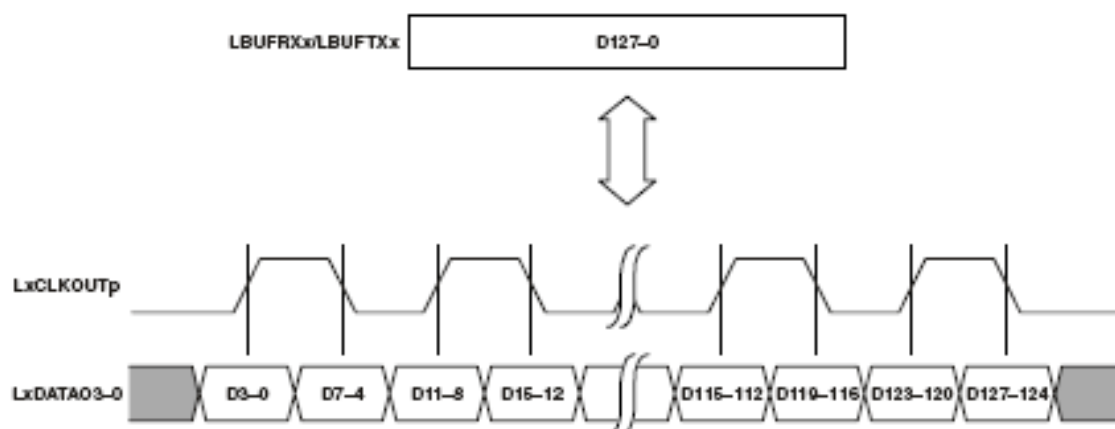 LBUFRXx/LBUFTXx D127–0
LxCLKOUTp
LxDATAO3–0 D3–0 D7–4 D11–8 D15–12 D115–112 D119–116 D123–120 D127–124